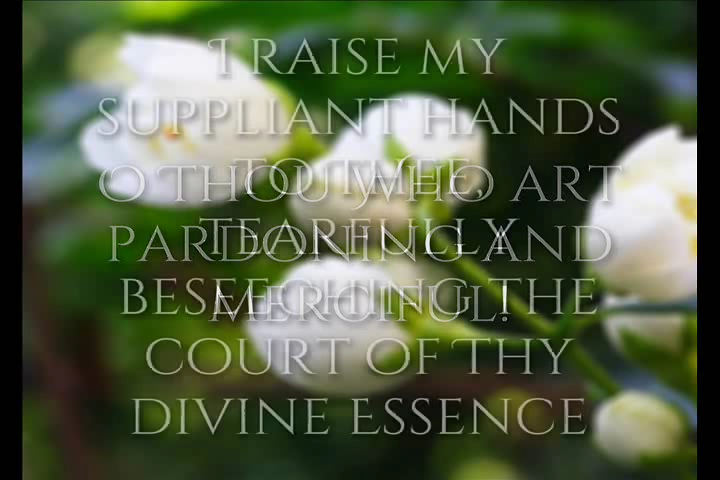 I RAISE MY
SUPPLIANT HANDS
TO THEE,
TEARFULLY
BESEECHING THE
COURT OF THY
DIVINE ESSENCE
O THOU WHO ART
PARDONING AND
MERCIFUL!